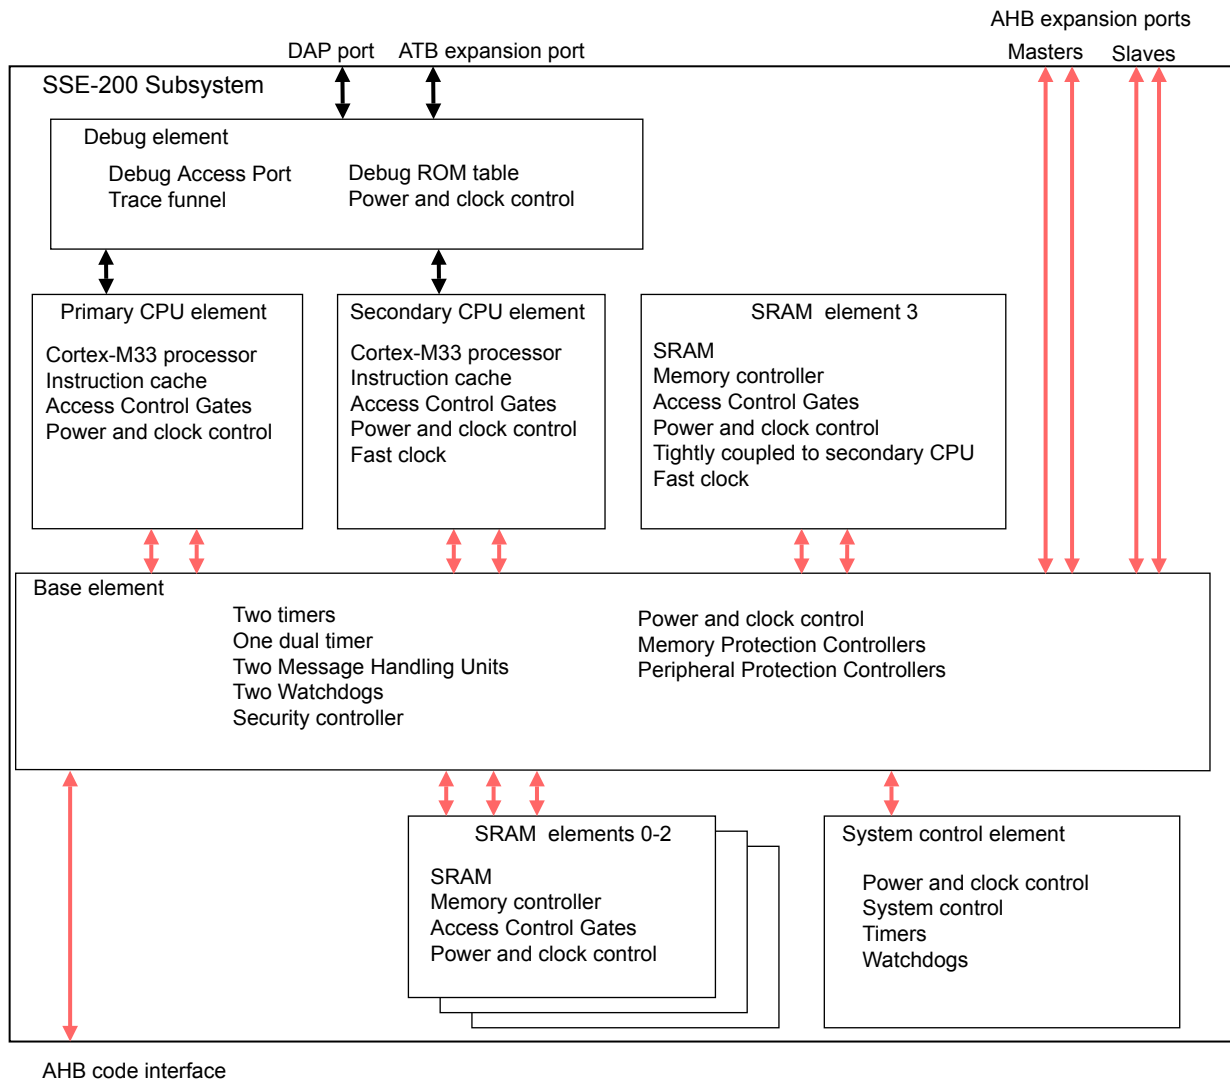 AHB expansion ports
DAP port
ATB expansion port
Masters
Slaves
SSE-200 Subsystem
Debug element
Debug Access Port
Trace funnel
Debug ROM table
Power and clock control
Primary CPU element
Cortex-M33 processor
Instruction cache
Access Control Gates
Power and clock control
Secondary CPU element
Cortex-M33 processor
Instruction cache
Access Control Gates
Power and clock control
Fast clock
SRAM element 3
SRAM
Memory controller
Access Control Gates
Power and clock control
Tightly coupled to secondary CPU
Fast clock
Base element
Two timers
One dual timer
Two Message Handling Units
Two Watchdogs
Security controller
Power and clock control
Memory Protection Controllers
Peripheral Protection Controllers
SRAM elements 0-2
SRAM
Memory controller
Access Control Gates
Power and clock control
System control element
Power and clock control
System control
Timers
Watchdogs
AHB code interface